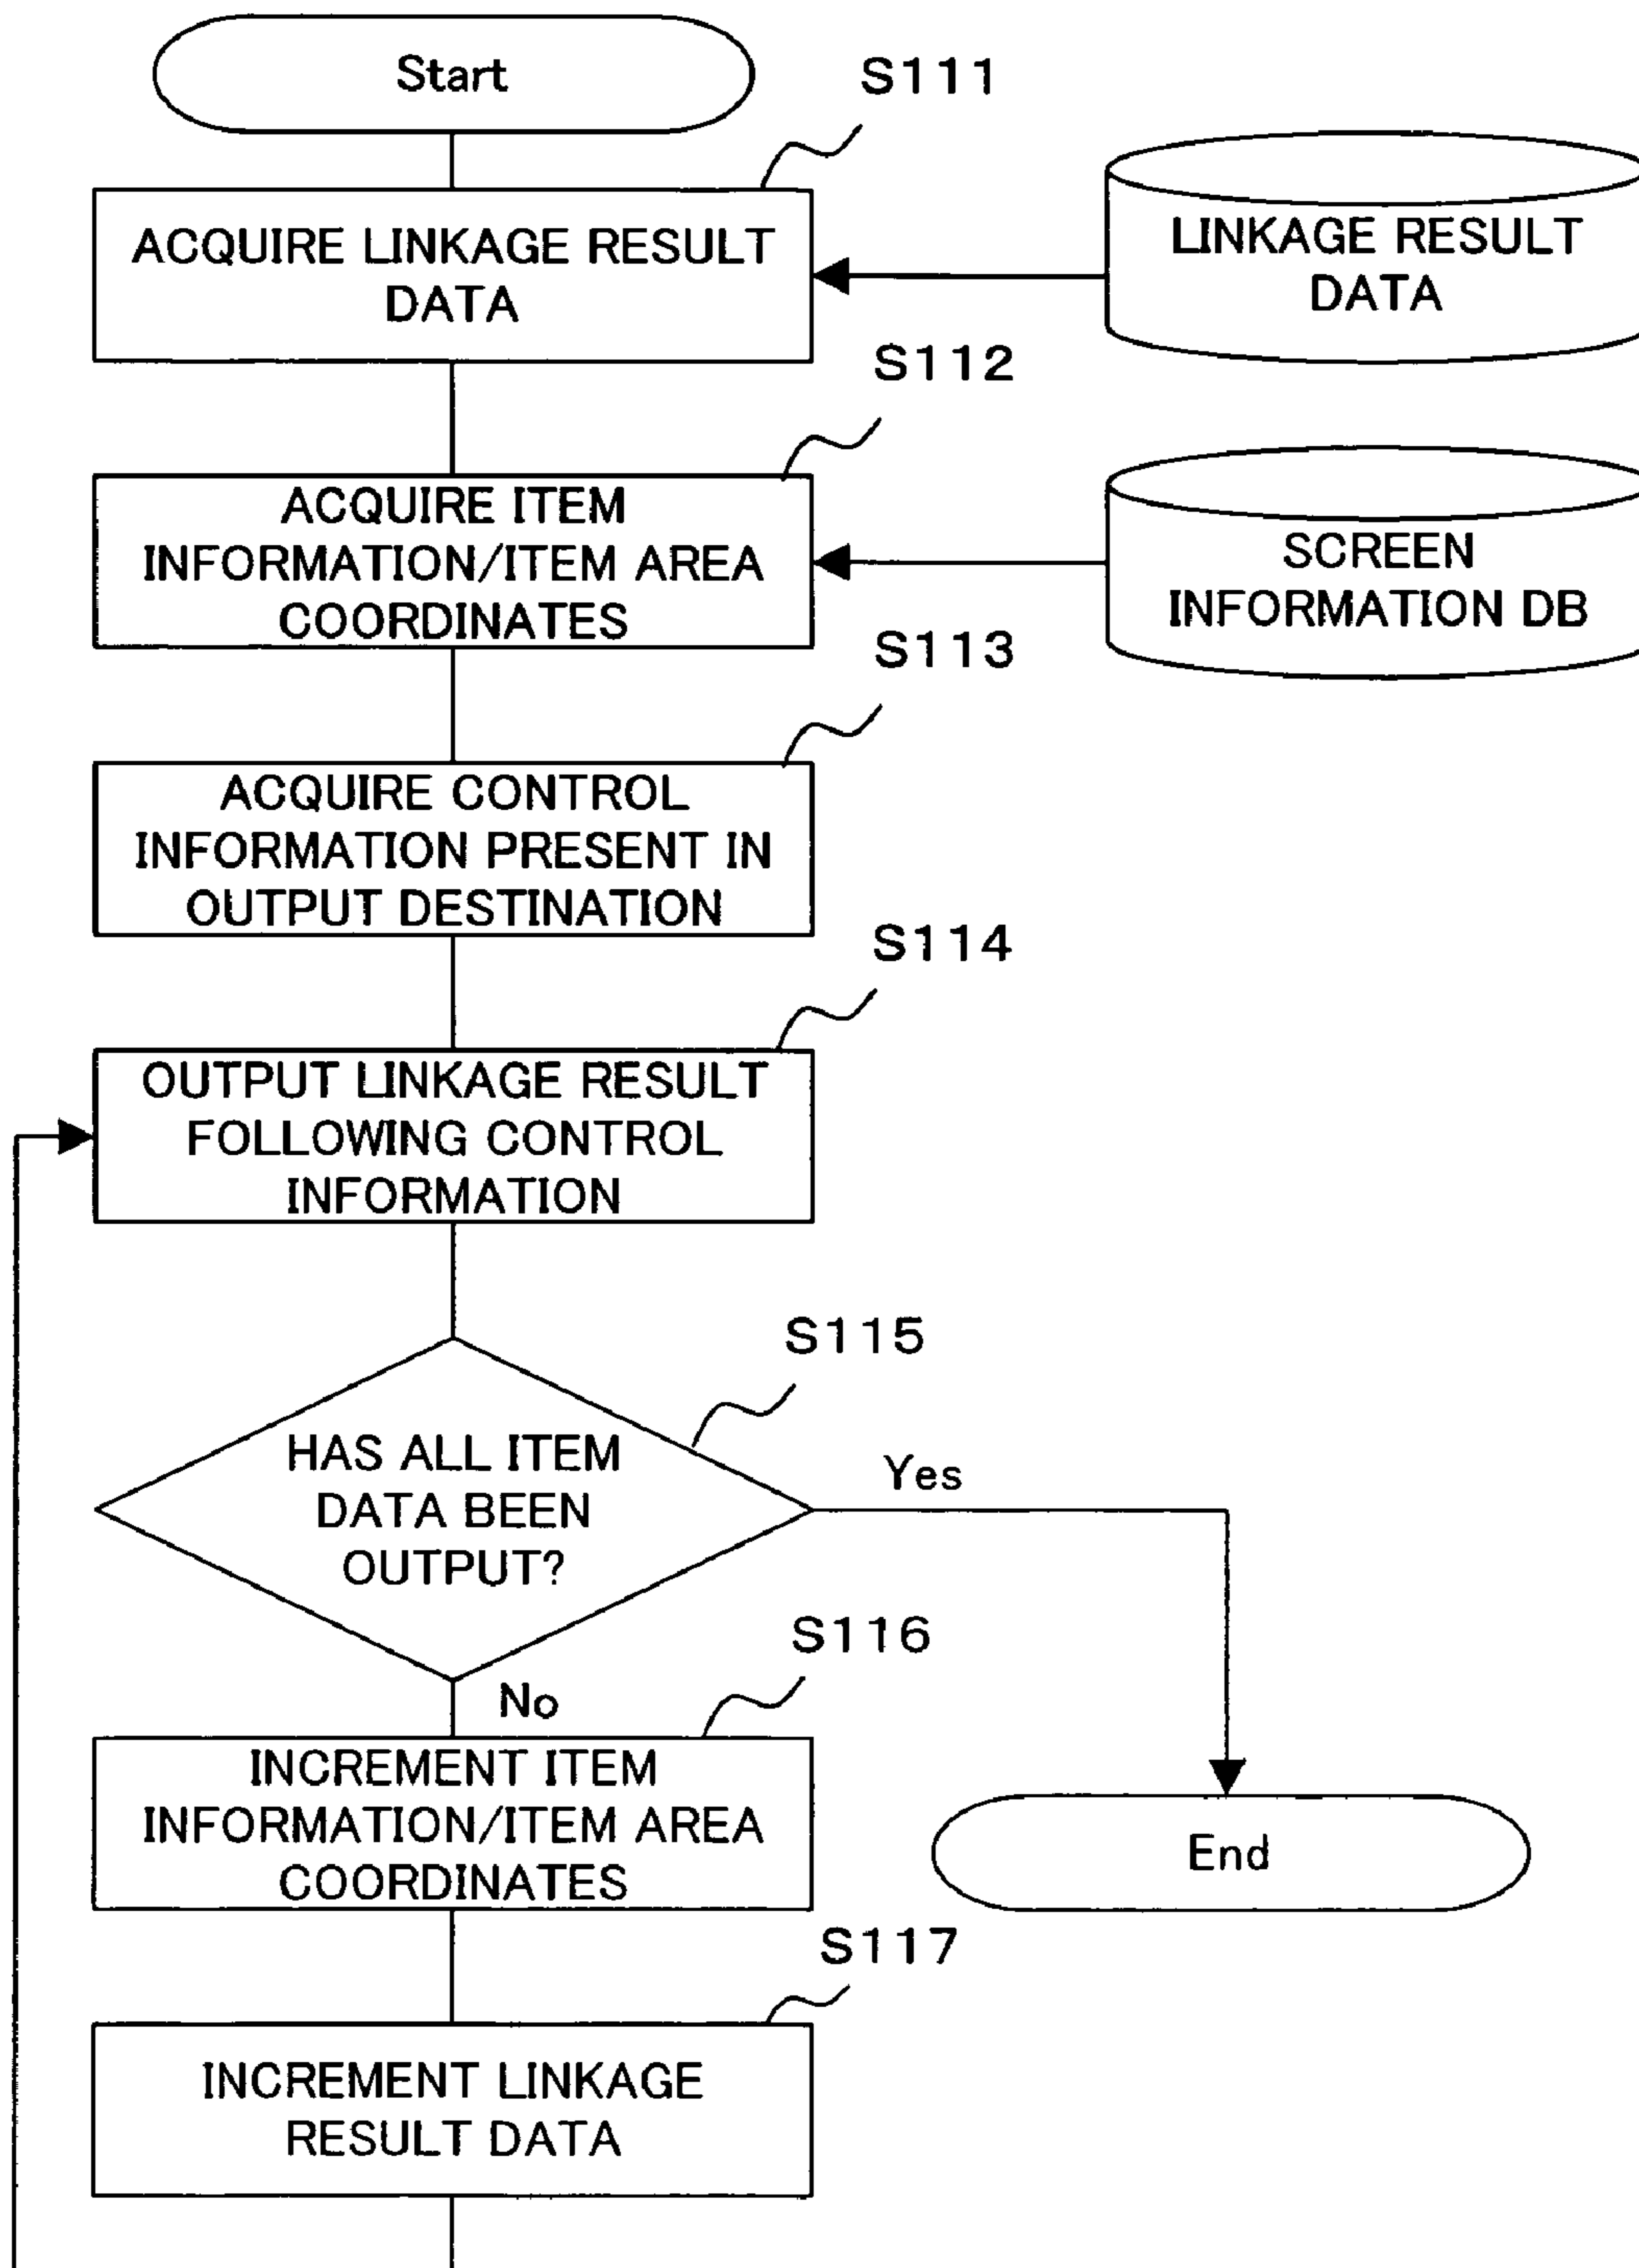 Start
S111
ACQUIRE LINKAGE RESULT
DATA
LINKAGE RESULT
DATA
S112
ACQUIRE ITEM
INFORMATION/ITEM AREA
COORDINATES
SCREEN
INFORMATION DB
S113
ACQUIRE CONTROL
INFORMATION PRESENT IN
OUTPUT DESTINATION
S114
OUTPUT LINKAGE RESULT
FOLLOWING CONTROL
INFORMATION
S115
HAS ALL ITEM
DATA BEEN
OUTPUT?
Yes
No
S116
INCREMENT ITEM
INFORMATION/ITEM AREA
COORDINATES
End
S117
INCREMENT LINKAGE
RESULT DATA